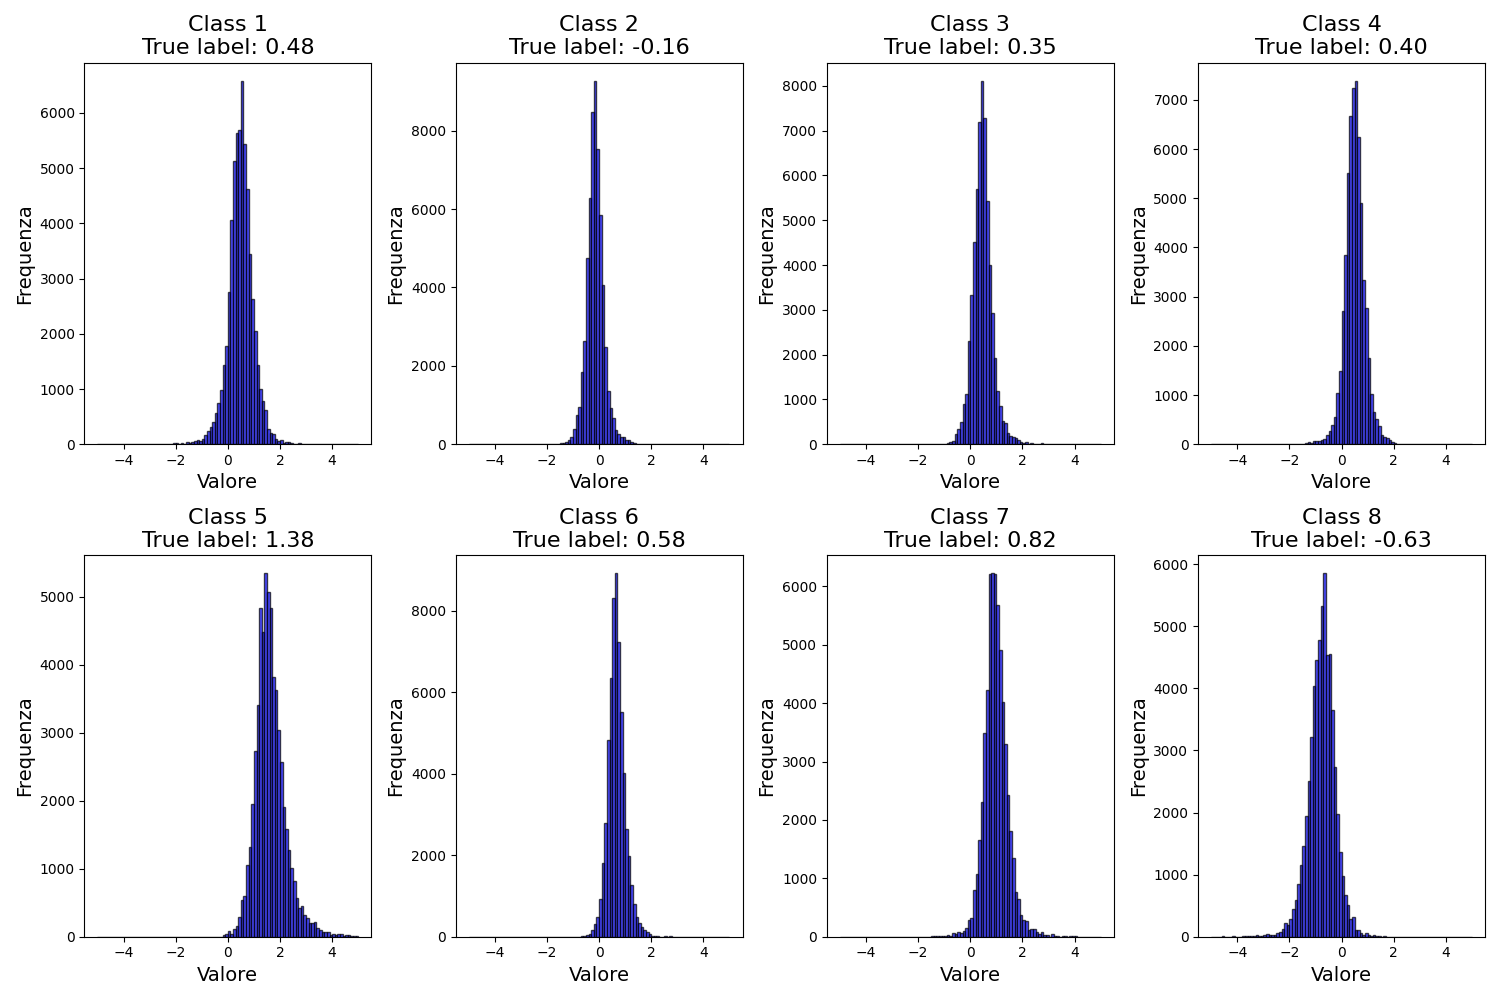 Class 1
True label: 0.48
Class 2
True label: -0.16
Class 3
True label: 0.35
Class 4
True label: 0.40
Frequenza
6000
5000
4000
3000
2000
1000
0
−4 −2 0 2 4
Valore
Frequenza
8000
6000
4000
2000
0
−4 −2 0 2 4
Valore
Frequenza
8000
7000
6000
5000
4000
3000
2000
1000
0
−4 −2 0 2 4
Valore
Frequenza
7000
6000
5000
4000
3000
2000
1000
0
−4 −2 0 2 4
Valore
Class 5
True label: 1.38
Class 6
True label: 0.58
Class 7
True label: 0.82
Class 8
True label: -0.63
Frequenza
5000
4000
3000
2000
1000
0
−4 −2 0 2 4
Valore
Frequenza
8000
6000
4000
2000
0
−4 −2 0 2 4
Valore
Frequenza
6000
5000
4000
3000
2000
1000
0
−4 −2 0 2 4
Valore
Frequenza
6000
5000
4000
3000
2000
1000
0
−4 −2 0 2 4
Valore